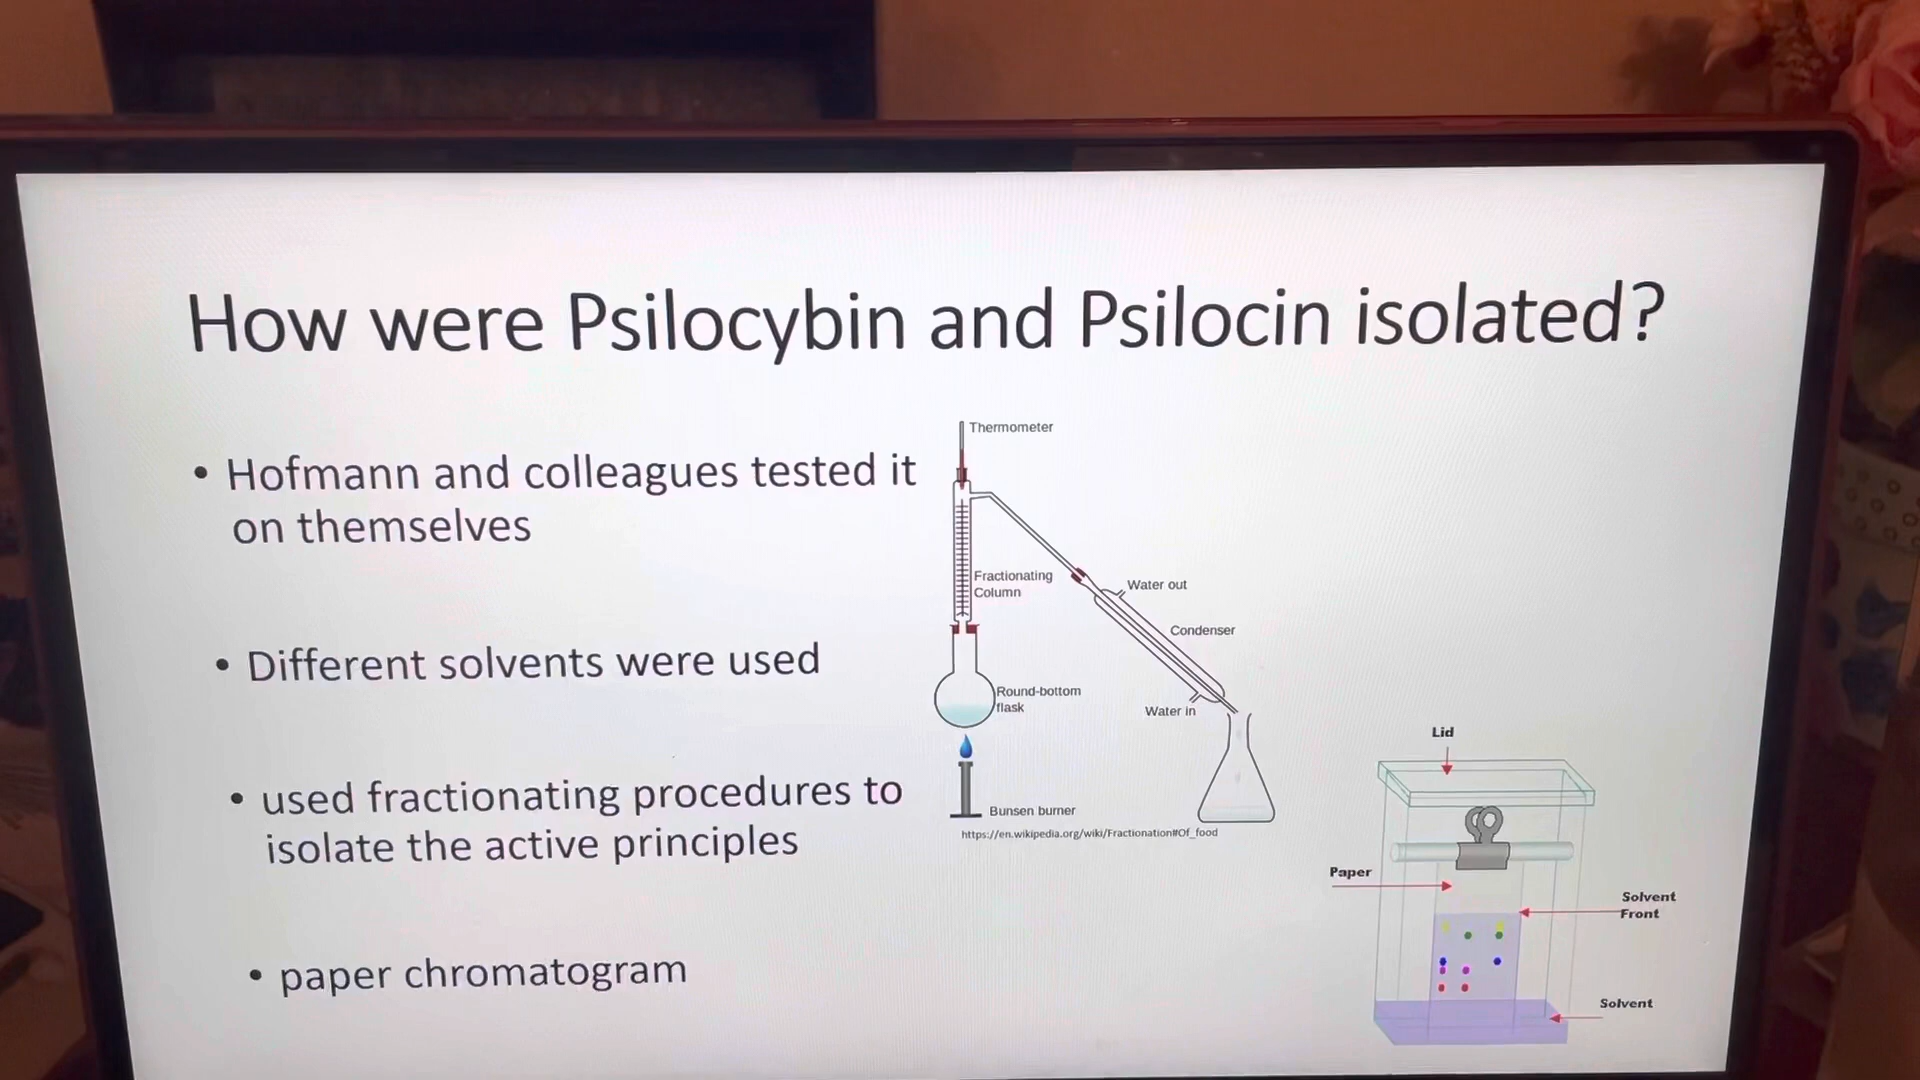 How were Psilocybin and Psilocin isolated?
• Hofmann and colleagues tested it
on themselves
• Different solvents were used
• used fractionating procedures to
isolate the active principles
• paper chromatogram
Thermometer
Fractionating
Column
Water out
Condenser
Round-bottom
flask
Water in
Bunsen burner
https://en.wikipedia.org/wiki/Fractionation#Of_food
Lid
Paper
Solvent
Front
Solvent